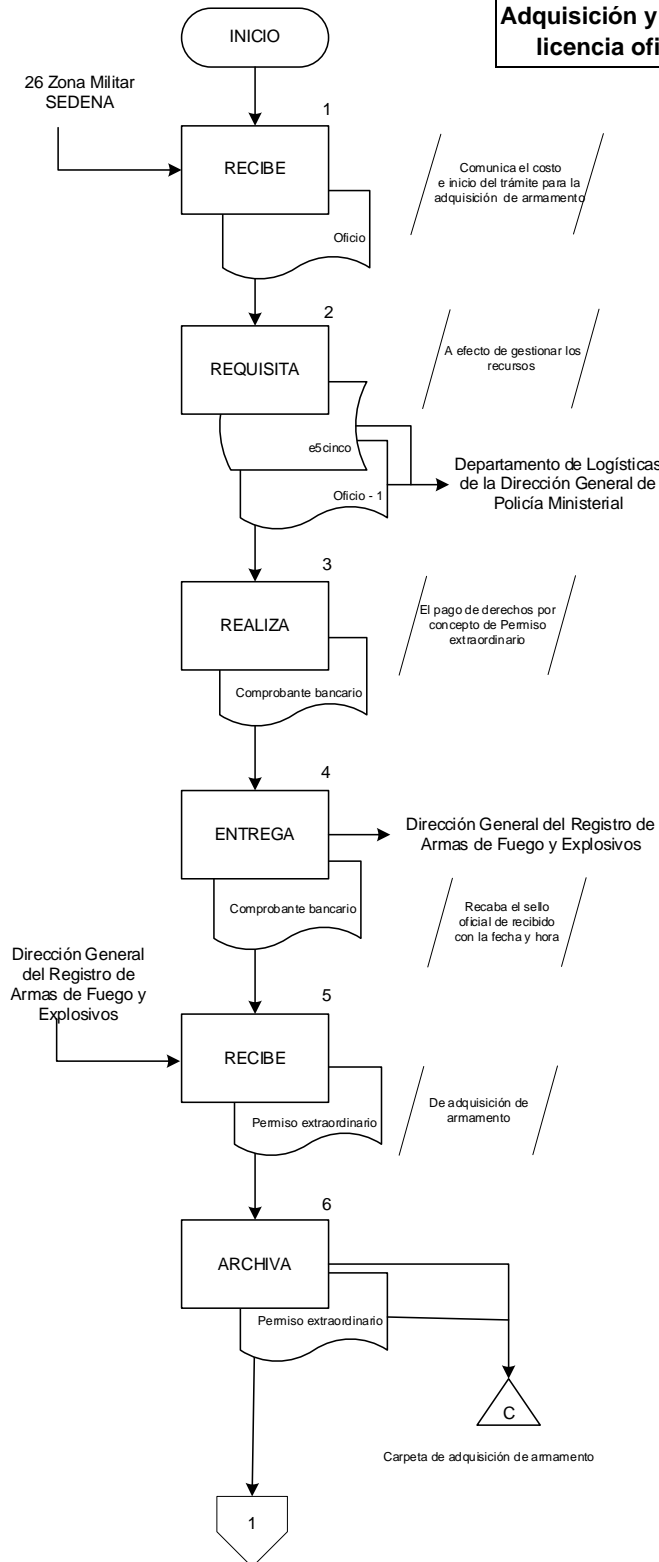 Adquisición y
licencia ofi
INICIO
26 Zona Militar
SEDENA
1
RECIBE
Comunica el costo
e inicio del trámite para la
adquisición de armamento
Oficio
2
REQUISITA
A efecto de gestionar los
recursos
e5cinco
Oficio - 1
Departamento de Logísticas
de la Dirección General de
Policía Ministerial
3
REALIZA
El pago de derechos por
concepto de Permiso
extraordinario
Comprobante bancario
4
ENTREGA
Dirección General del Registro de
Armas de Fuego y Explosivos
Comprobante bancario
Recaba el sello
oficial de recibido
con la fecha y hora
Dirección General
del Registro de
Armas de Fuego y
Explosivos
5
RECIBE
Permiso extraordinario
De adquisición de
armamento
6
ARCHIVA
Permiso extraordinario
C
Carpeta de adquisición de armamento
1